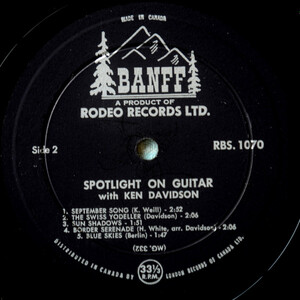 MADE IN CANADA
BANFF
A PRODUCT OF
RODEO RECORDS LTD.
Side 2
RBS. 1070
SPOTLIGHT ON GUITAR
with KEN DAVIDSON
1. SEPTEMBER SONG (K. Weill) - 2:52
2. THE SWISS YODELLER (Davidson) - 2:06
3. SUN SHADOWS - 1:51
4. BORDER SERENADE (H. White, arr. Davidson) - 2:06
5. BLUE SKIES (Berlin) - 1:47
(MO. 332)
DISTRIBUTED IN CANADA BY LONDON RECORDS OF CANADA LTD.
33⅓
R.P.M.